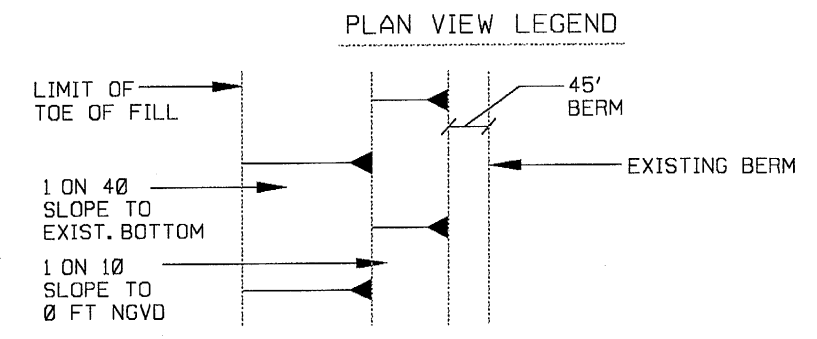 PLAN VIEW LEGEND
LIMIT OF
TOE OF FILL
45'
BERM
EXISTING BERM
1 ON 40
SLOPE TO
EXIST. BOTTOM
1 ON 10
SLOPE TO
0 FT NGVD